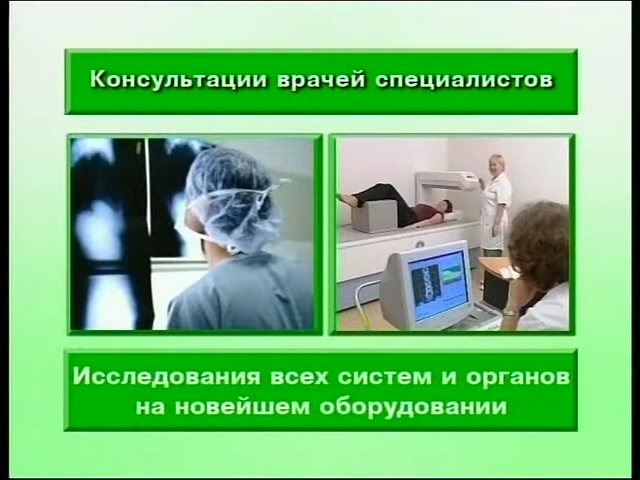 Консультации врачей специалистов
Исследования всех систем и органов
на новейшем оборудовании